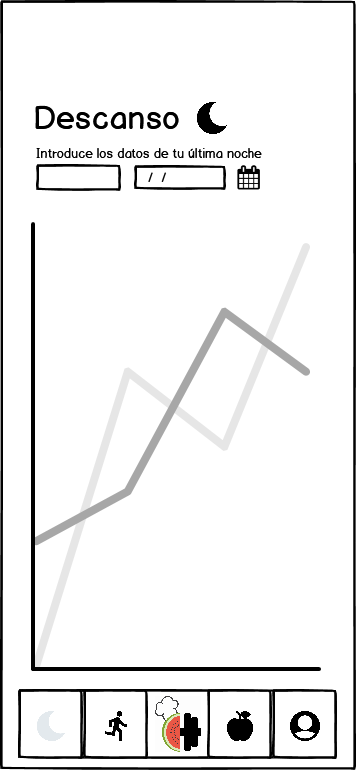 Descanso
Introduce los datos de tu última noche
/ /